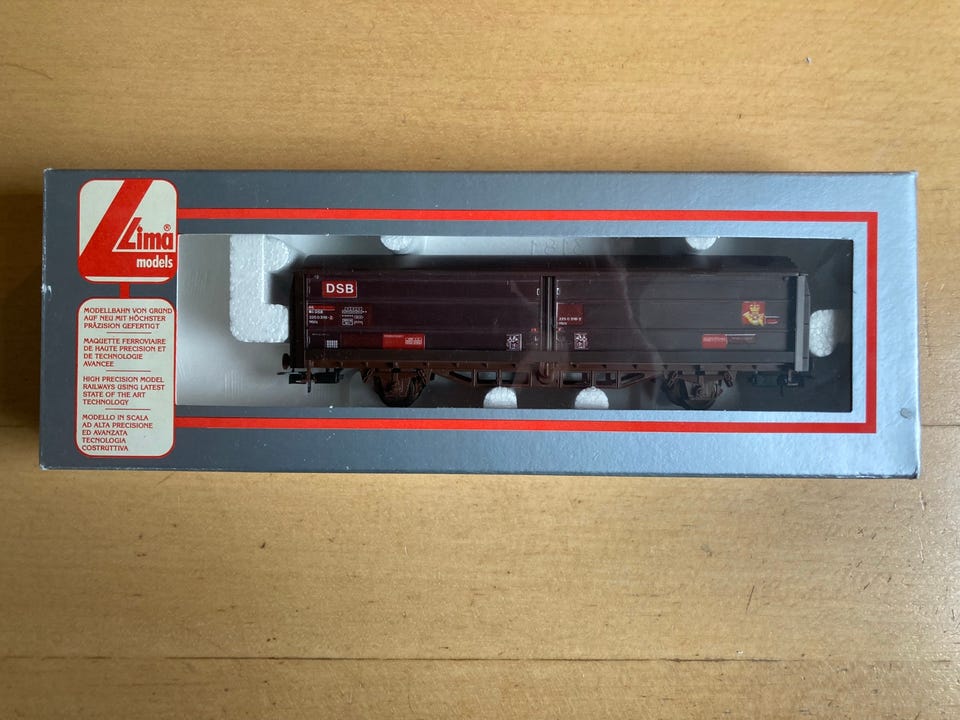 Lima®
models
MODELLBAHN VON GRUND
AUF NEU MIT HÖCHSTER
PRÄZISION GEFERTIGT
MAQUETTE FERROVIAIRE
DE HAUTE PRECISION ET
DE TECHNOLOGIE
AVANCEE
HIGH PRECISION MODEL
RAILWAYS USING LATEST
STATE OF THE ART
TECHNOLOGY
MODELLO IN SCALA
AD ALTA PRECISIONE
ED AVANZATA
TECNOLOGIA
COSTRUTTIVA
DSB